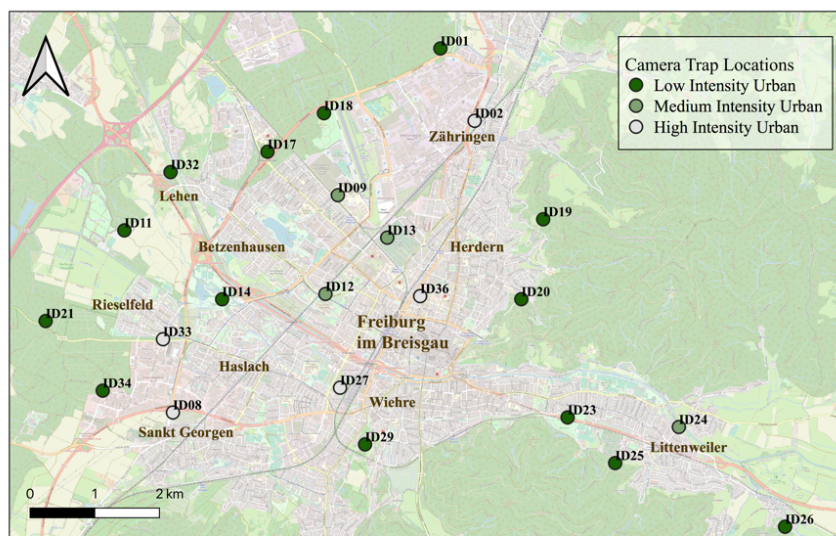 ID01
Camera Trap Locations
Low Intensity Urban
Medium Intensity Urban
High Intensity Urban
ID18
ID02
Zähringen
ID17
ID32
Lehen
ID09
ID19
ID11
Betzenhausen
ID13
Herdern
ID14
ID12
ID36
ID20
Rieselfeld
ID21
ID33
Freiburg
im Breisgau
Haslach
ID34
ID27
Wiehre
ID08
Sankt Georgen
ID23
ID24
ID29
Littenweiler
ID25
0 1 2 km
ID26